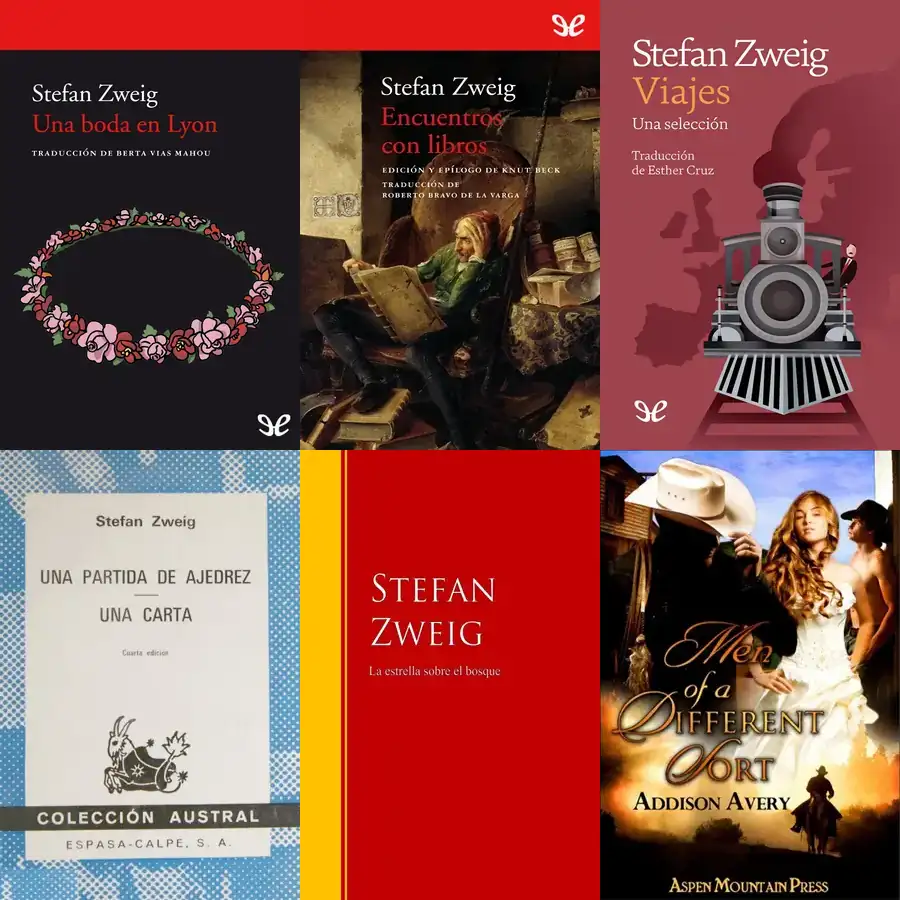 Stefan Zweig
Una boda en Lyon
TRADUCCIÓN DE BERTA VIAS MAHOU
Stefan Zweig
Encuentros
con libros
EDICIÓN Y EPÍLOGO DE KNUT BECK
TRADUCCIÓN DE
ROBERTO BRAVO DE LA VARGA
Stefan Zweig
Viajes
Una selección
Traducción
de Esther Cruz
Stefan Zweig
UNA PARTIDA DE AJEDREZ
UNA CARTA
Cuarta edición
COLECCIÓN AUSTRAL
ESPASA-CALPE, S. A.
STEFAN
ZWEIG
La estrella sobre el bosque
Men
of a
Different
Sort
Addison Avery
Aspen Mountain Press